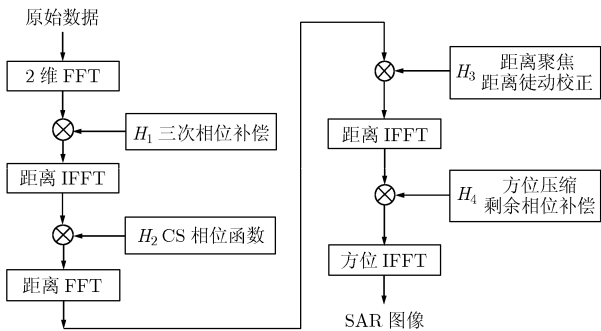 原始数据
2 维 FFT
H1 三次相位补偿
距离 IFFT
H2 CS 相位函数
距离 FFT
H3 距离聚焦
距离徒动校正
距离 IFFT
H4 方位压缩
剩余相位补偿
方位 IFFT
SAR 图像